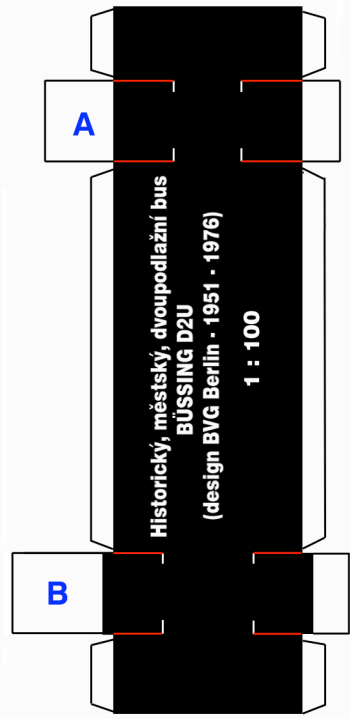 A
Historický, městský, dvoupodlažní bus
BÜSSING D2U
(design BVG Berlin · 1951 · 1976)
1 : 100
B